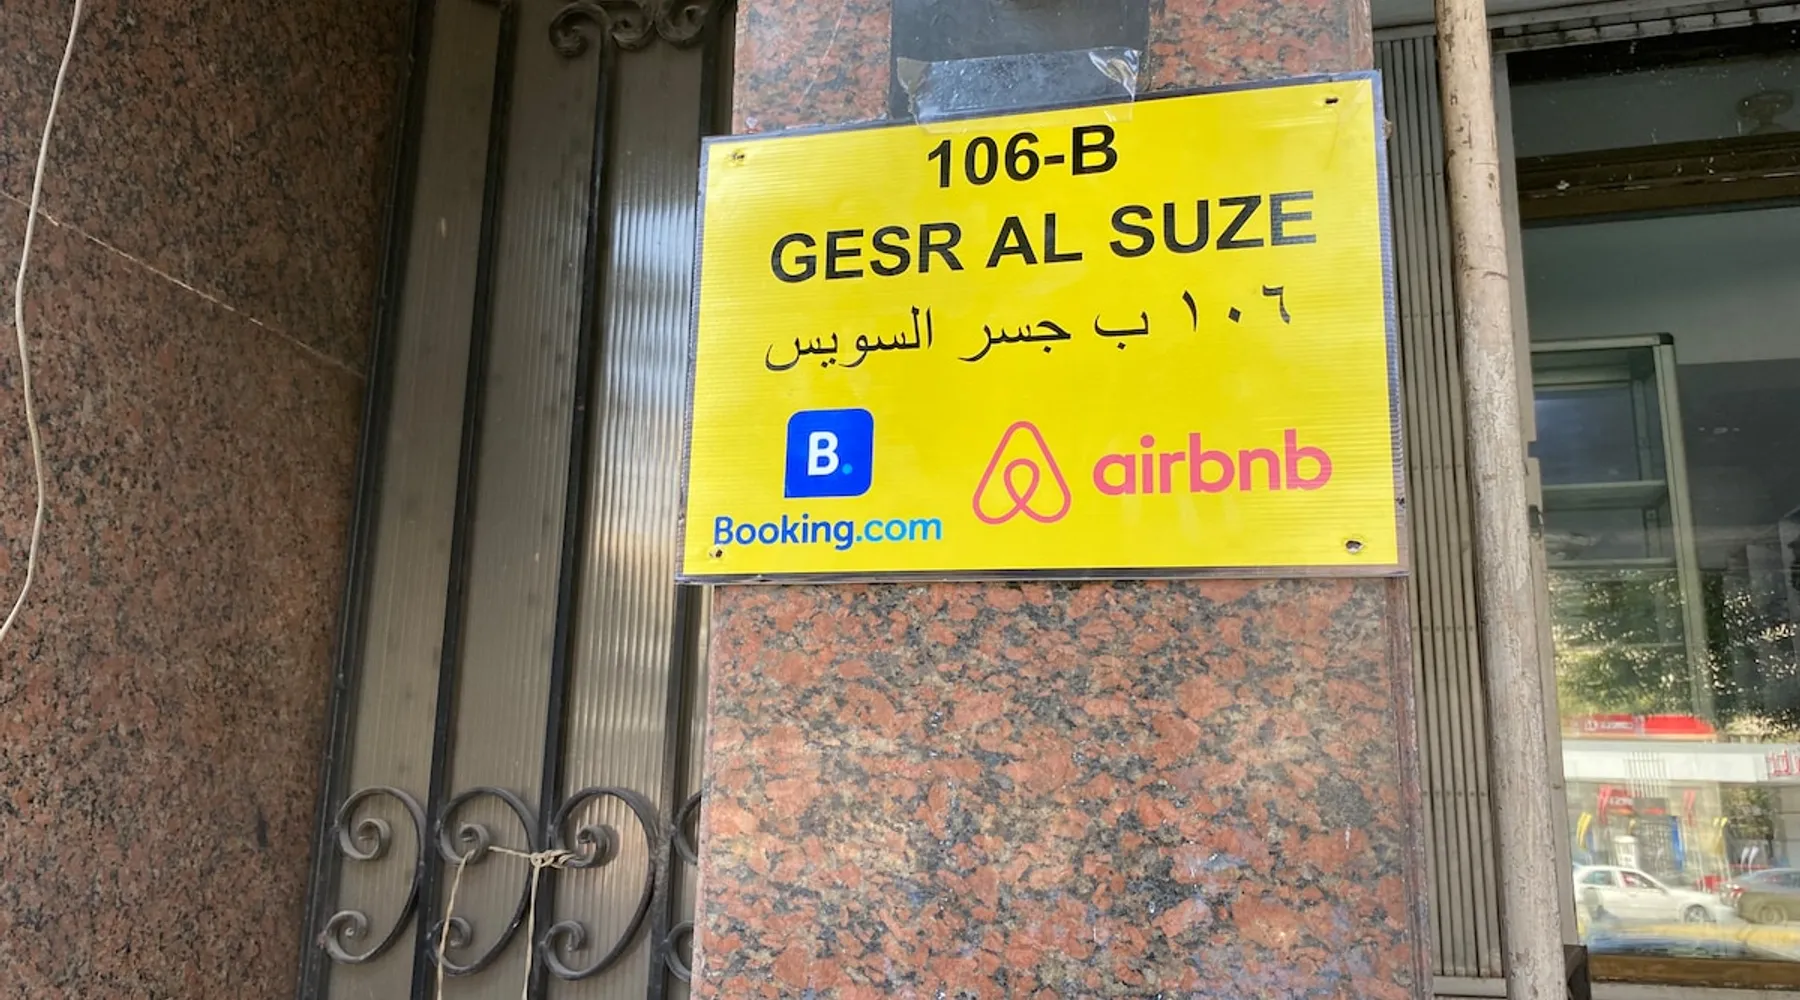 106-B
GESR AL SUZE
١٠٦ ب جسر السويس
B.
Booking.com
airbnb